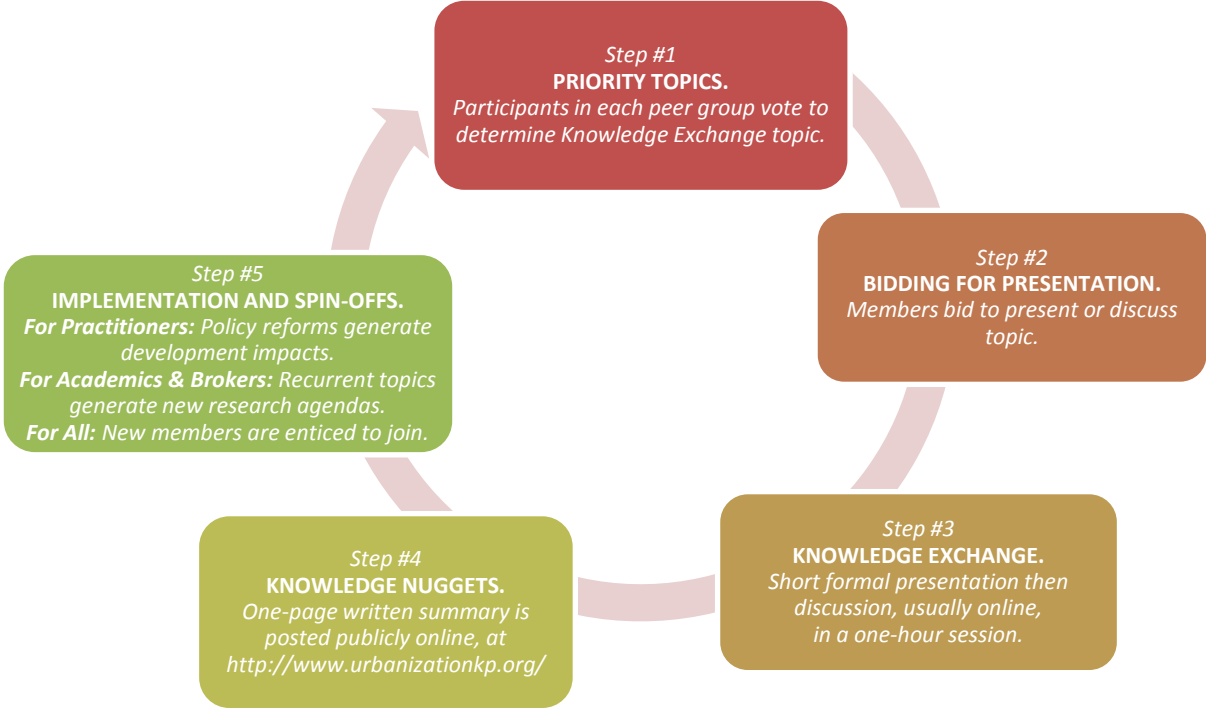 Step #1
PRIORITY TOPICS.
Participants in each peer group vote to
determine Knowledge Exchange topic.
Step #2
BIDDING FOR PRESENTATION.
Members bid to present or discuss
topic.
Step #3
KNOWLEDGE EXCHANGE.
Short formal presentation then
discussion, usually online,
in a one-hour session.
Step #4
KNOWLEDGE NUGGETS.
One-page written summary is
posted publicly online, at
http://www.urbanizationkp.org/
Step #5
IMPLEMENTATION AND SPIN-OFFS.
For Practitioners: Policy reforms generate
development impacts.
For Academics & Brokers: Recurrent topics
generate new research agendas.
For All: New members are enticed to join.